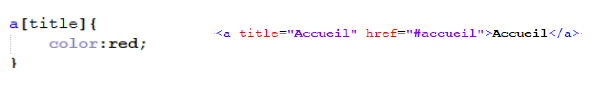 a[title]{
color:red;
}
<a title="Accueil" href="#accueil">Accueil</a>